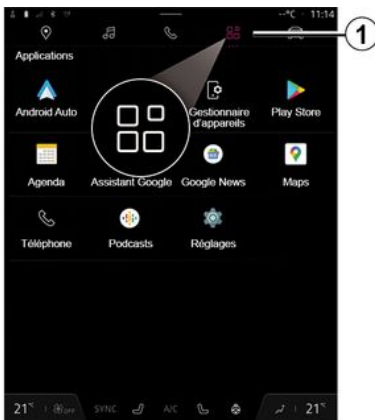 --°C 11:14
1
Applications
Android Auto
Gestionnaire
d'appareils
Play Store
Agenda
Assistant Google
Google News
Maps
Téléphone
Podcasts
Réglages
21°C
OFF
SYNC
A/C
21°C